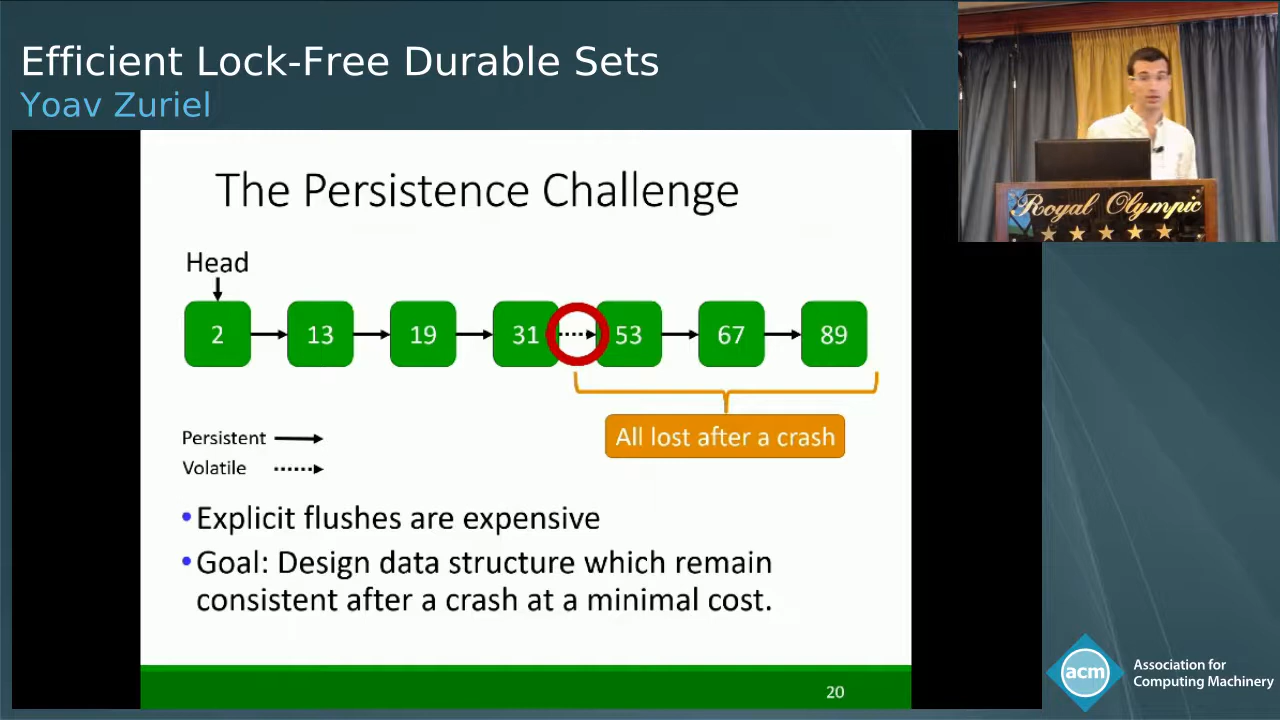 Efficient Lock-Free Durable Sets
Yoav Zuriel
Royal Olympic
The Persistence Challenge
Head
2 13 19 31 53 67 89
All lost after a crash
Persistent
Volatile
•Explicit flushes are expensive
•Goal: Design data structure which remain
consistent after a crash at a minimal cost.
20
acm
Association for
Computing Machinery